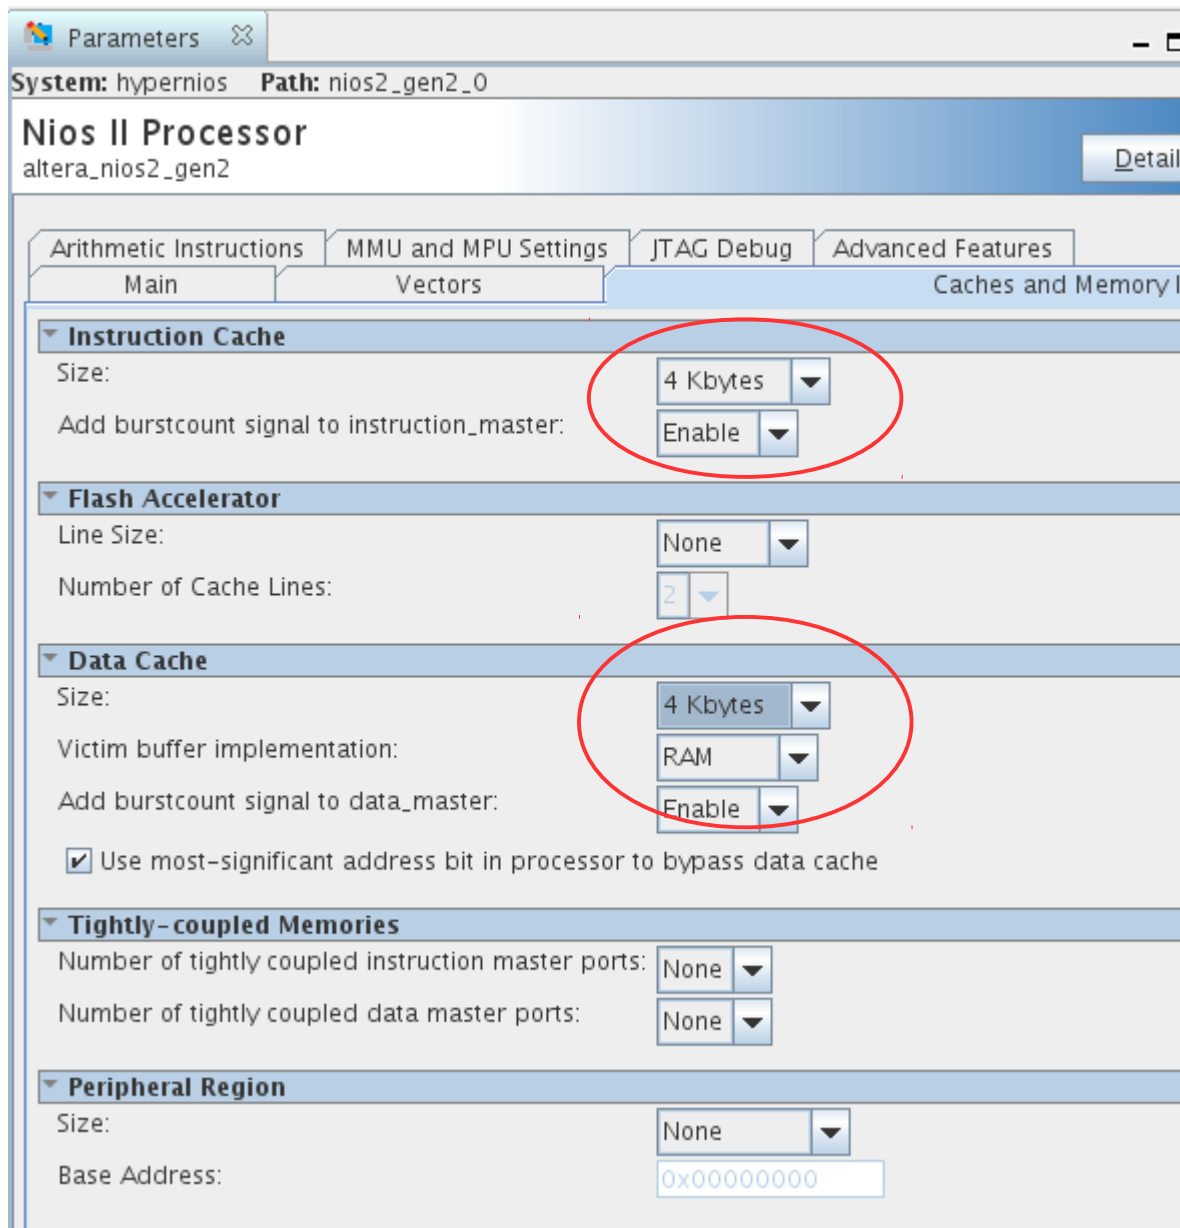 Parameters
System: hypernios Path: nios2_gen2_0
Nios II Processor
altera_nios2_gen2
Detail
Arithmetic Instructions MMU and MPU Settings JTAG Debug Advanced Features
Main Vectors Caches and Memory I
Instruction Cache
Size: 4 Kbytes
Add burstcount signal to instruction_master: Enable
Flash Accelerator
Line Size: None
Number of Cache Lines: 2
Data Cache
Size: 4 Kbytes
Victim buffer implementation: RAM
Add burstcount signal to data_master: Enable
Use most-significant address bit in processor to bypass data cache
Tightly-coupled Memories
Number of tightly coupled instruction master ports: None
Number of tightly coupled data master ports: None
Peripheral Region
Size: None
Base Address: 0x00000000